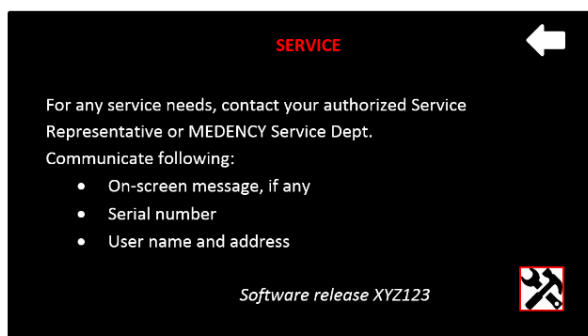 SERVICE
For any service needs, contact your authorized Service
Representative or MEDENCY Service Dept.
Communicate following:
• On-screen message, if any
• Serial number
• User name and address
Software release XYZ123